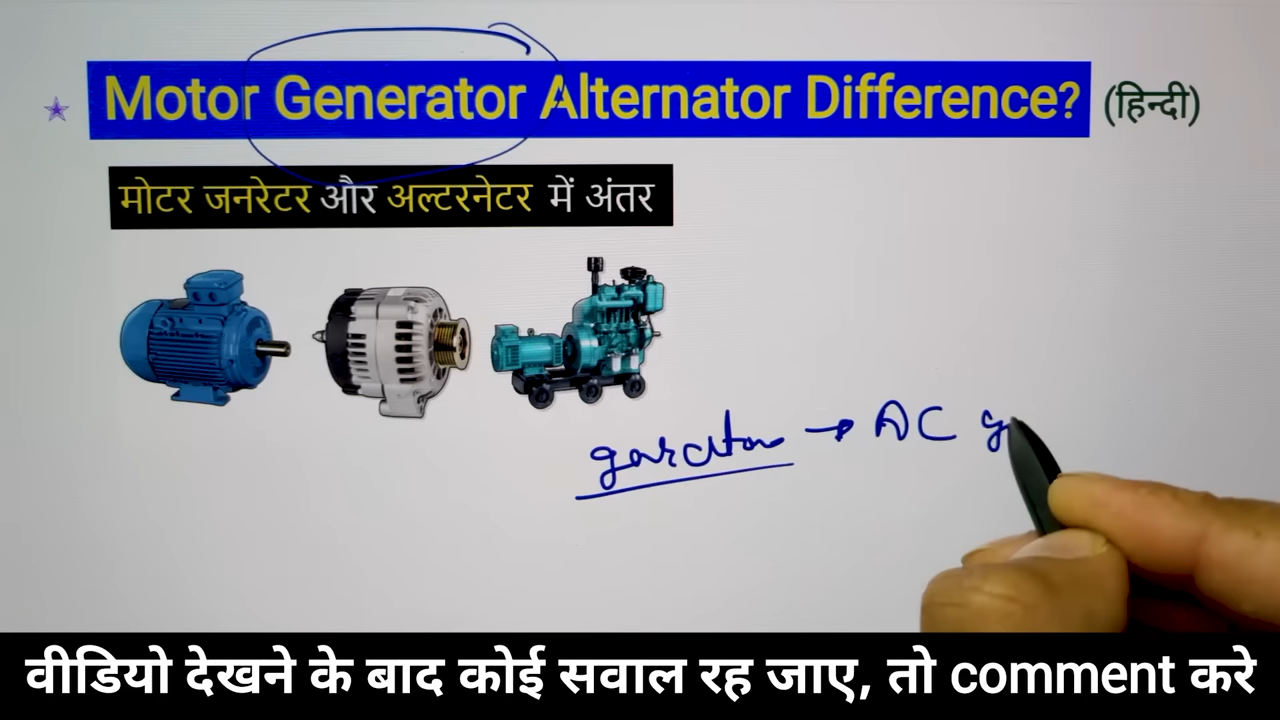 Motor Generator Alternator Difference? (हिन्दी)
मोटर जनरेटर और अल्टरनेटर में अंतर
→ AC g
वीडियो देखने के बाद कोई सवाल रह जाए, तो comment करे